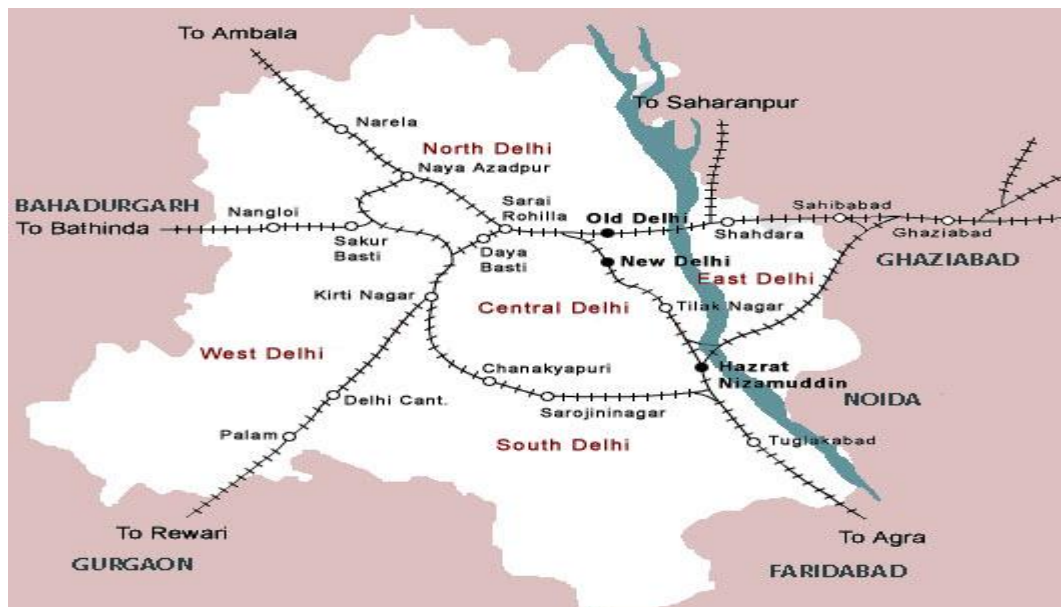 To Ambala
To Saharanpur
Narela
North Delhi
Naya Azadpur
BAHADURGARH
Nangloi
To Bathinda
Sakur
Basti
Sarai
Rohilla
Old Delhi
Daya
Basti
New Delhi
Shahdara
Sahibabad
Ghaziabad
GHAZIABAD
East Delhi
Kirti Nagar
Central Delhi
Tilak Nagar
West Delhi
Chanakyapuri
Hazrat
Nizamuddin
Delhi Cant.
Sarojininagar
NOIDA
Palam
South Delhi
Tuglakabad
To Rewari
To Agra
GURGAON
FARIDABAD